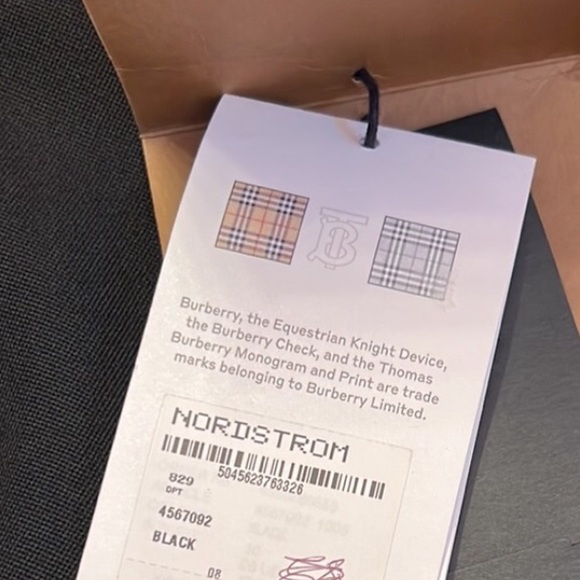 Burberry, the Equestrian Knight Device,
the Burberry Check, and the Thomas
Burberry Monogram and Print are trade
marks belonging to Burberry Limited.
NORDSTROM
5045623763326
829
DPT
4567092
BLACK
08